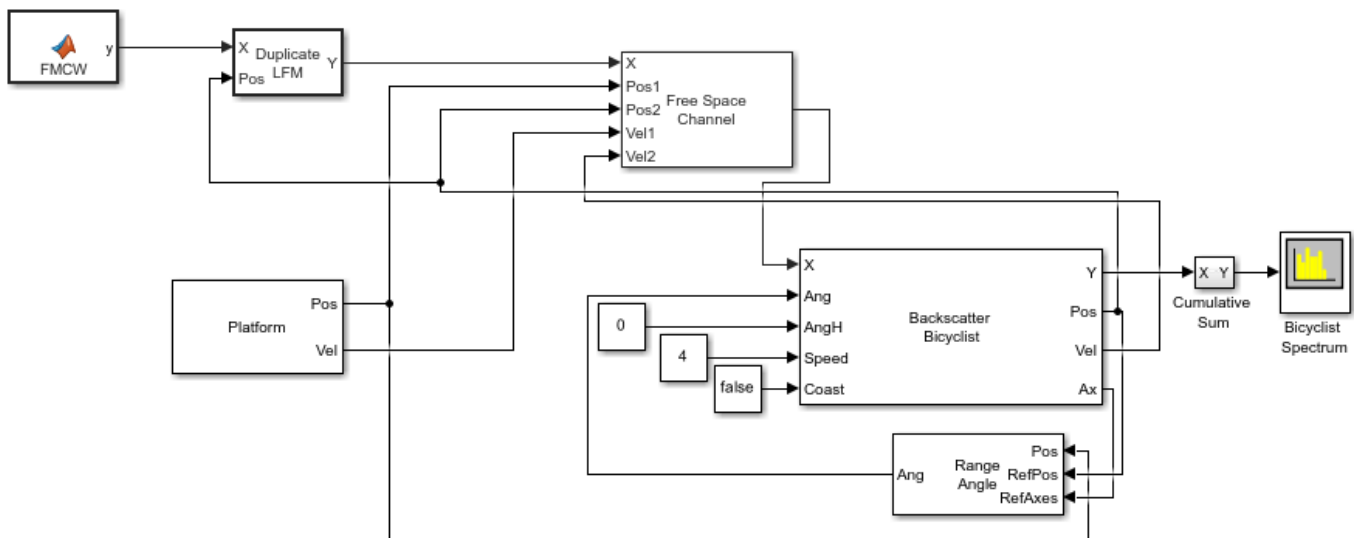 y
FMCW
X
Pos
Duplicate
LFM
Y
X
Pos1
Pos2
Vel1
Vel2
Free Space
Channel
Platform
Pos
Vel
0
4
false
X
Ang
AngH
Speed
Coast
Backscatter
Bicyclist
Y
Pos
Vel
Ax
X Y
Cumulative
Sum
Bicyclist
Spectrum
Ang
Range
Angle
Pos
RefPos
RefAxes